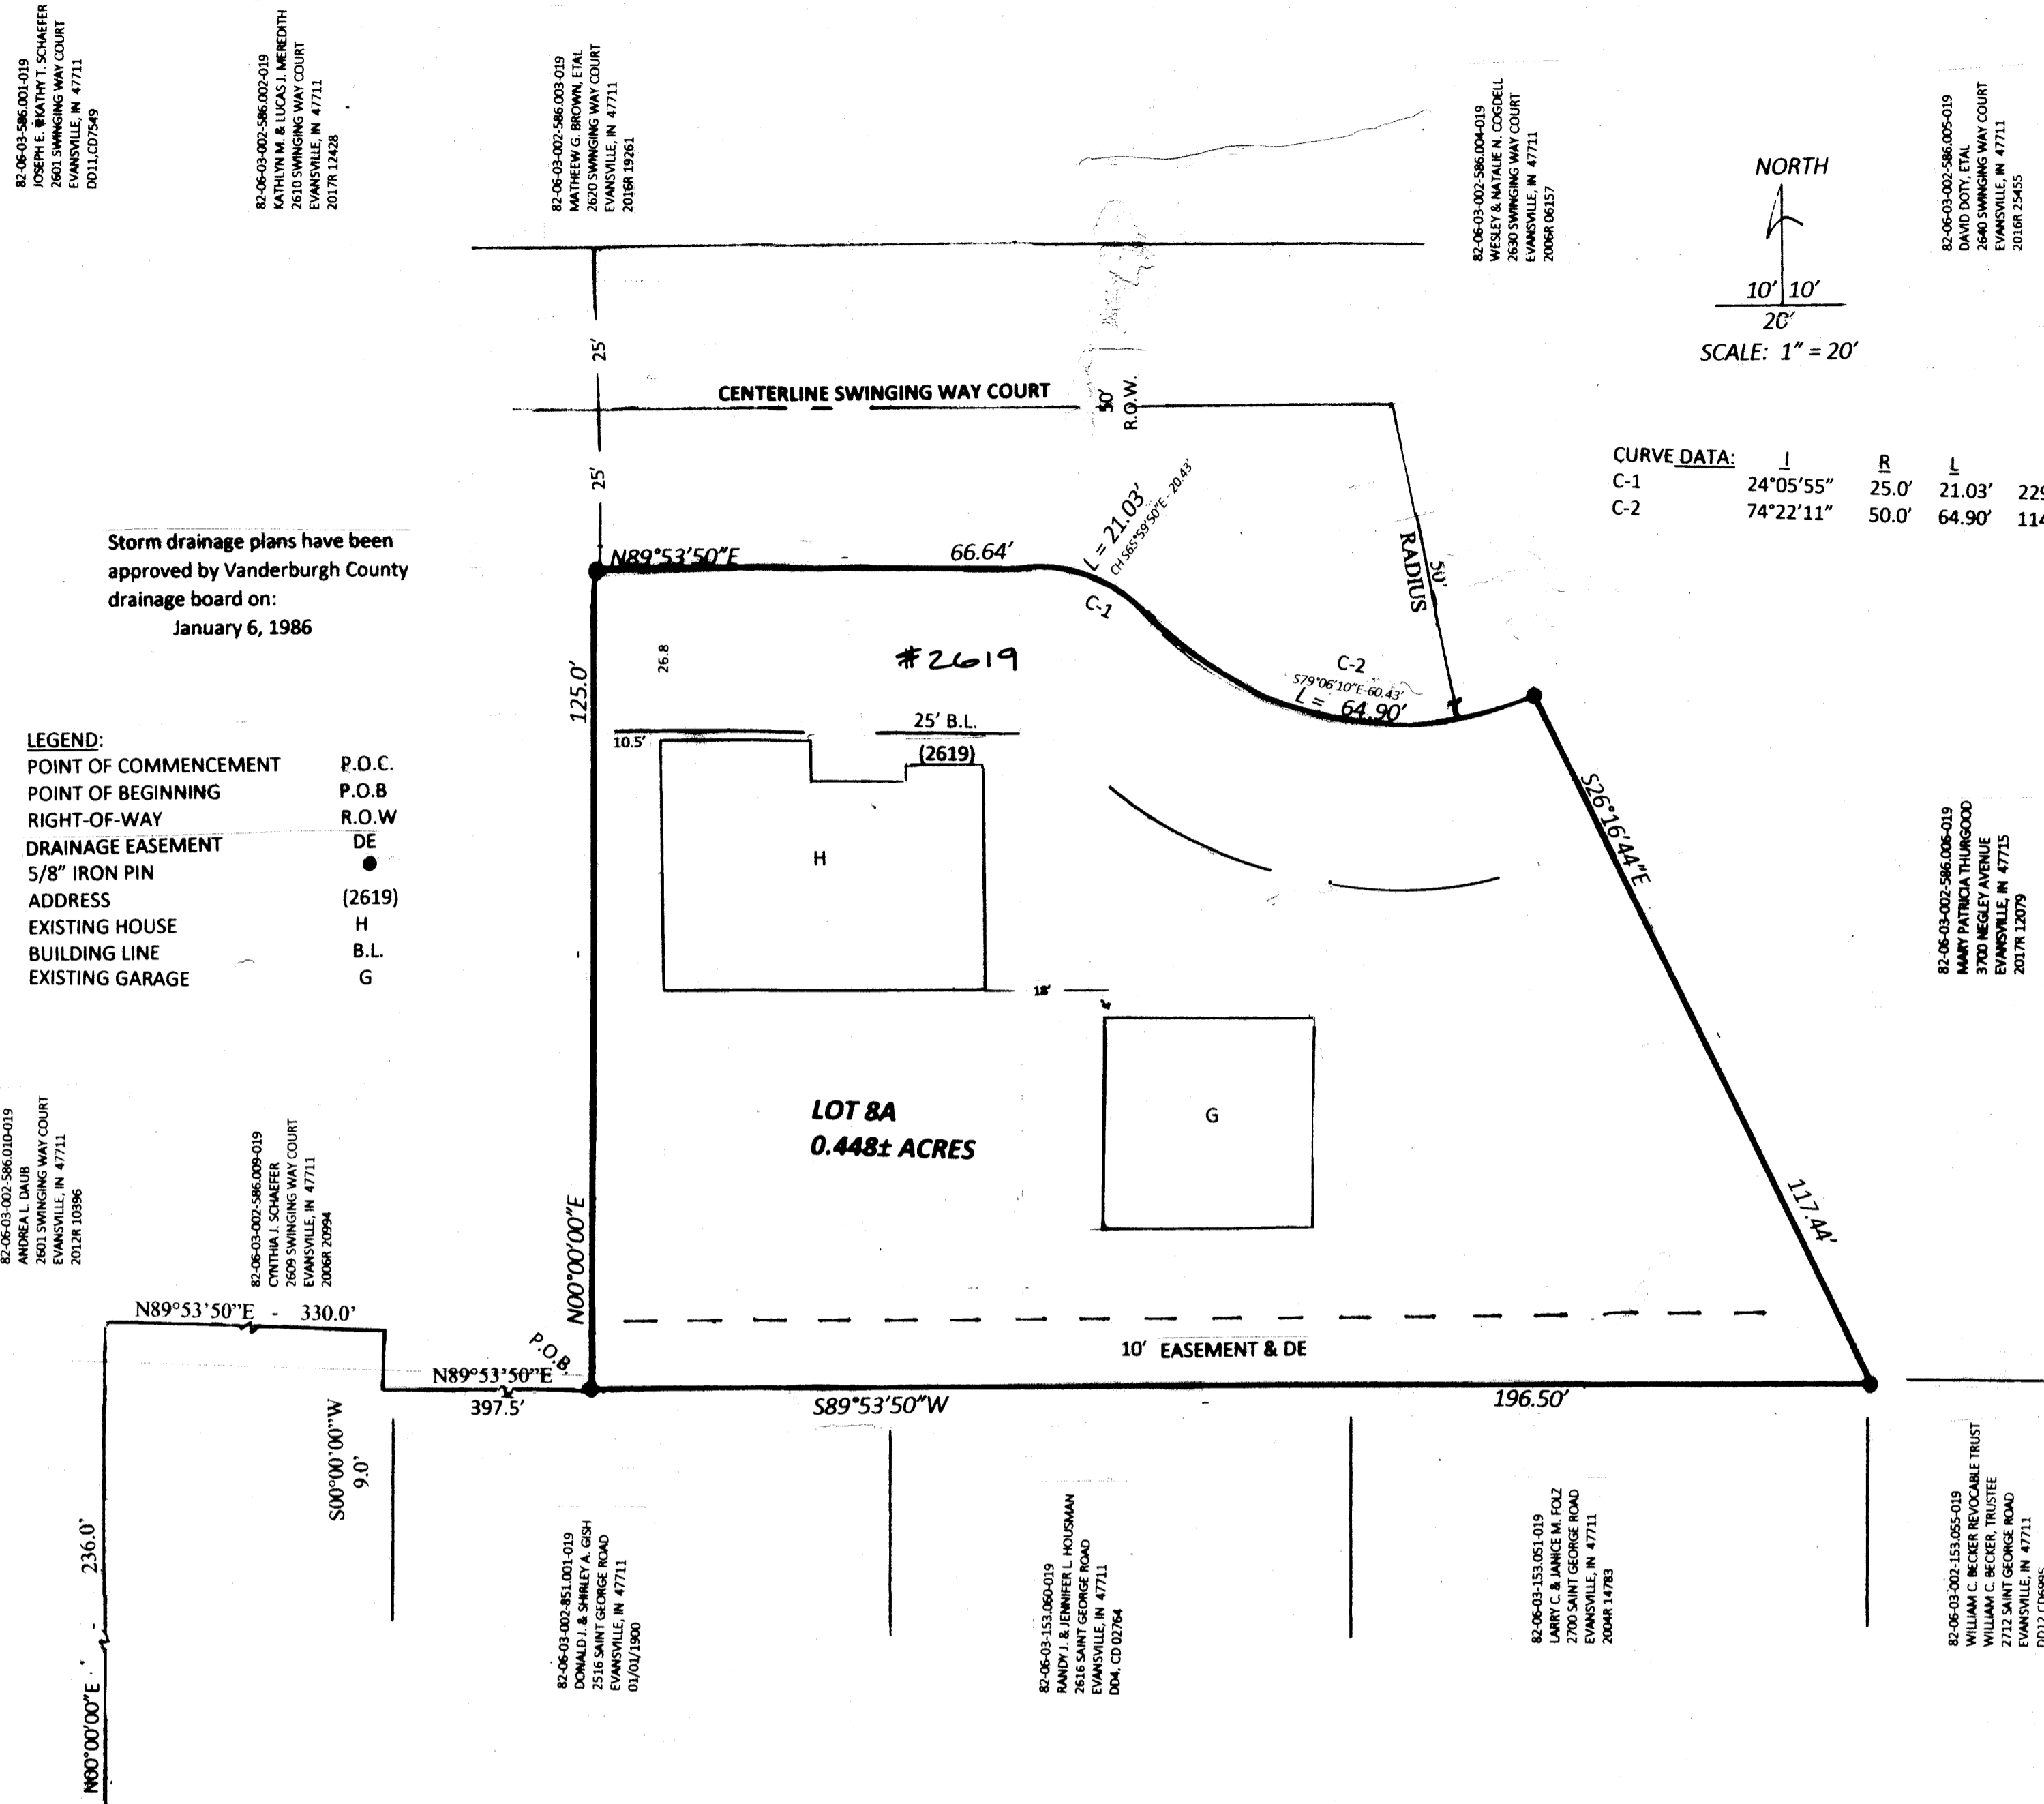 82-06-03-586.001-019
JOSEPH E. & KATHY T. SCHAEFER
2601 SWINGING WAY COURT
EVANSVILLE, IN 47711
DD11,CD7549
82-06-03-002-586.002-019
KATHLYN M. & LUCAS J. MEREDITH
2610 SWINGING WAY COURT
EVANSVILLE, IN 47711
2017R 12428
82-06-03-002-586.003-019
MATHEW G. BROWN, ETAL
2620 SWINGING WAY COURT
EVANSVILLE, IN 47711
2016R 19261
82-06-03-002-586.004-019
WESLEY & NATALIE N. COGDELL
2630 SWINGING WAY COURT
EVANSVILLE, IN 47711
2006R 06157
82-06-03-002-586.005-019
DAVID DOTY, ETAL
2640 SWINGING WAY COURT
EVANSVILLE, IN 47711
2016R 25455
NORTH
10' 10'
20'
SCALE: 1" = 20'
25'
CENTERLINE SWINGING WAY COURT
50'
R.O.W.
25'
CURVE DATA: I R L
C-1 24°05'55" 25.0' 21.03' 229
C-2 74°22'11" 50.0' 64.90' 114
Storm drainage plans have been
approved by Vanderburgh County
drainage board on:
January 6, 1986
N89°53'50"E - 66.64'
L = 21.03'
CH S65°59'50"E - 20.43'
C-1
50'
RADIUS
C-2
S79°06'10"E-60.43'
L = 64.90'
26.8
#2619
125.0' - N00°00'00"E
25' B.L.
10.5'
(2619)
H
LEGEND:
POINT OF COMMENCEMENT P.O.C.
POINT OF BEGINNING P.O.B
RIGHT-OF-WAY R.O.W
DRAINAGE EASEMENT DE
5/8" IRON PIN ●
ADDRESS (2619)
EXISTING HOUSE H
BUILDING LINE B.L.
EXISTING GARAGE G
S26°16'44"E
117.44'
82-06-03-002-586.006-019
MARY PATRICIA THURGOOD
3700 NEGLEY AVENUE
EVANSVILLE, IN 47715
2017R 12079
18'
G
LOT 8A
0.448± ACRES
82-06-03-002-586.010-019
ANDREA L. DAUB
2601 SWINGING WAY COURT
EVANSVILLE, IN 47711
2012R 10396
82-06-03-002-586.009-019
CYNTHIA J. SCHAEFER
2609 SWINGING WAY COURT
EVANSVILLE, IN 47711
2006R 20994
N89°53'50"E - 330.0'
P.O.B.
10' EASEMENT & DE
N89°53'50"E
397.5'
S89°53'50"W - 196.50'
S00°00'00"W
9.0'
N00°00'00"E - 236.0'
82-06-03-002-851.001-019
DONALD J. & SHIRLEY A. GISH
2516 SAINT GEORGE ROAD
EVANSVILLE, IN 47711
01/01/1900
82-06-03-153.060-019
RANDY J. & JENNIFER L. HOUSMAN
2616 SAINT GEORGE ROAD
EVANSVILLE, IN 47711
DD4, CD 02764
82-06-03-153.051-019
LARRY C. & JANICE M. FOLZ
2700 SAINT GEORGE ROAD
EVANSVILLE, IN 47711
2004R 14783
82-06-03-002-153.055-019
WILLIAM C. BECKER REVOCABLE TRUST
WILLIAM C. BECKER, TRUSTEE
2712 SAINT GEORGE ROAD
EVANSVILLE, IN 47711